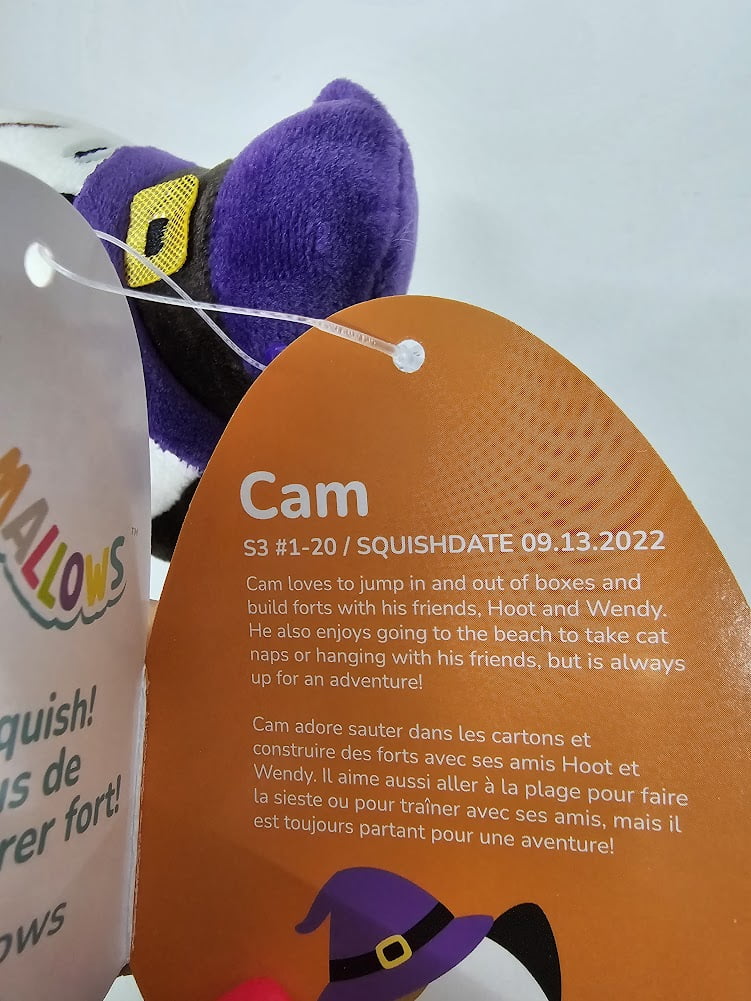 MALLOWS™
quish!
us de
rer fort!
ows
Cam
S3 #1-20 / SQUISHDATE 09.13.2022
Cam loves to jump in and out of boxes and
build forts with his friends, Hoot and Wendy.
He also enjoys going to the beach to take cat
naps or hanging with his friends, but is always
up for an adventure!
Cam adore sauter dans les cartons et
construire des forts avec ses amis Hoot et
Wendy. Il aime aussi aller à la plage pour faire
la sieste ou pour traîner avec ses amis, mais il
est toujours partant pour une aventure!